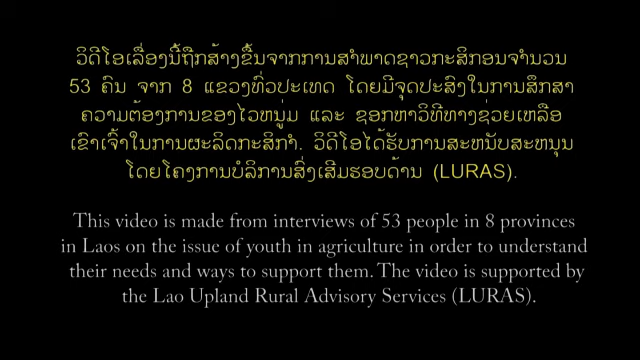 ວິດີໂອເລື່ອງນີ້ຖືກສ້າງຂື້ນຈາກການສຳພາດຊາວກະສິກອນຈຳນວນ
53 ຄົນ ຈາກ 8 ແຂວງທົ່ວປະເທດ ໂດຍມີຈຸດປະສົງໃນການສຶກສາ
ຄວາມຕ້ອງການຂອງໄວຫນູ່ມ ແລະ ຊອກຫາວິທີທາງຊ່ວຍເຫລືອ
ເຂົາເຈົ້າໃນການຜະລິດກະສິກຳ. ວິດີໂອໄດ້ຮັບການສະຫນັບສະຫນຸນ
ໂດຍໂຄງການບໍລິການສົ່ງເສີມຮອບດ້ານ (LURAS).
This video is made from interviews of 53 people in 8 provinces
in Laos on the issue of youth in agriculture in order to understand
their needs and ways to support them. The video is supported by
the Lao Upland Rural Advisory Services (LURAS).